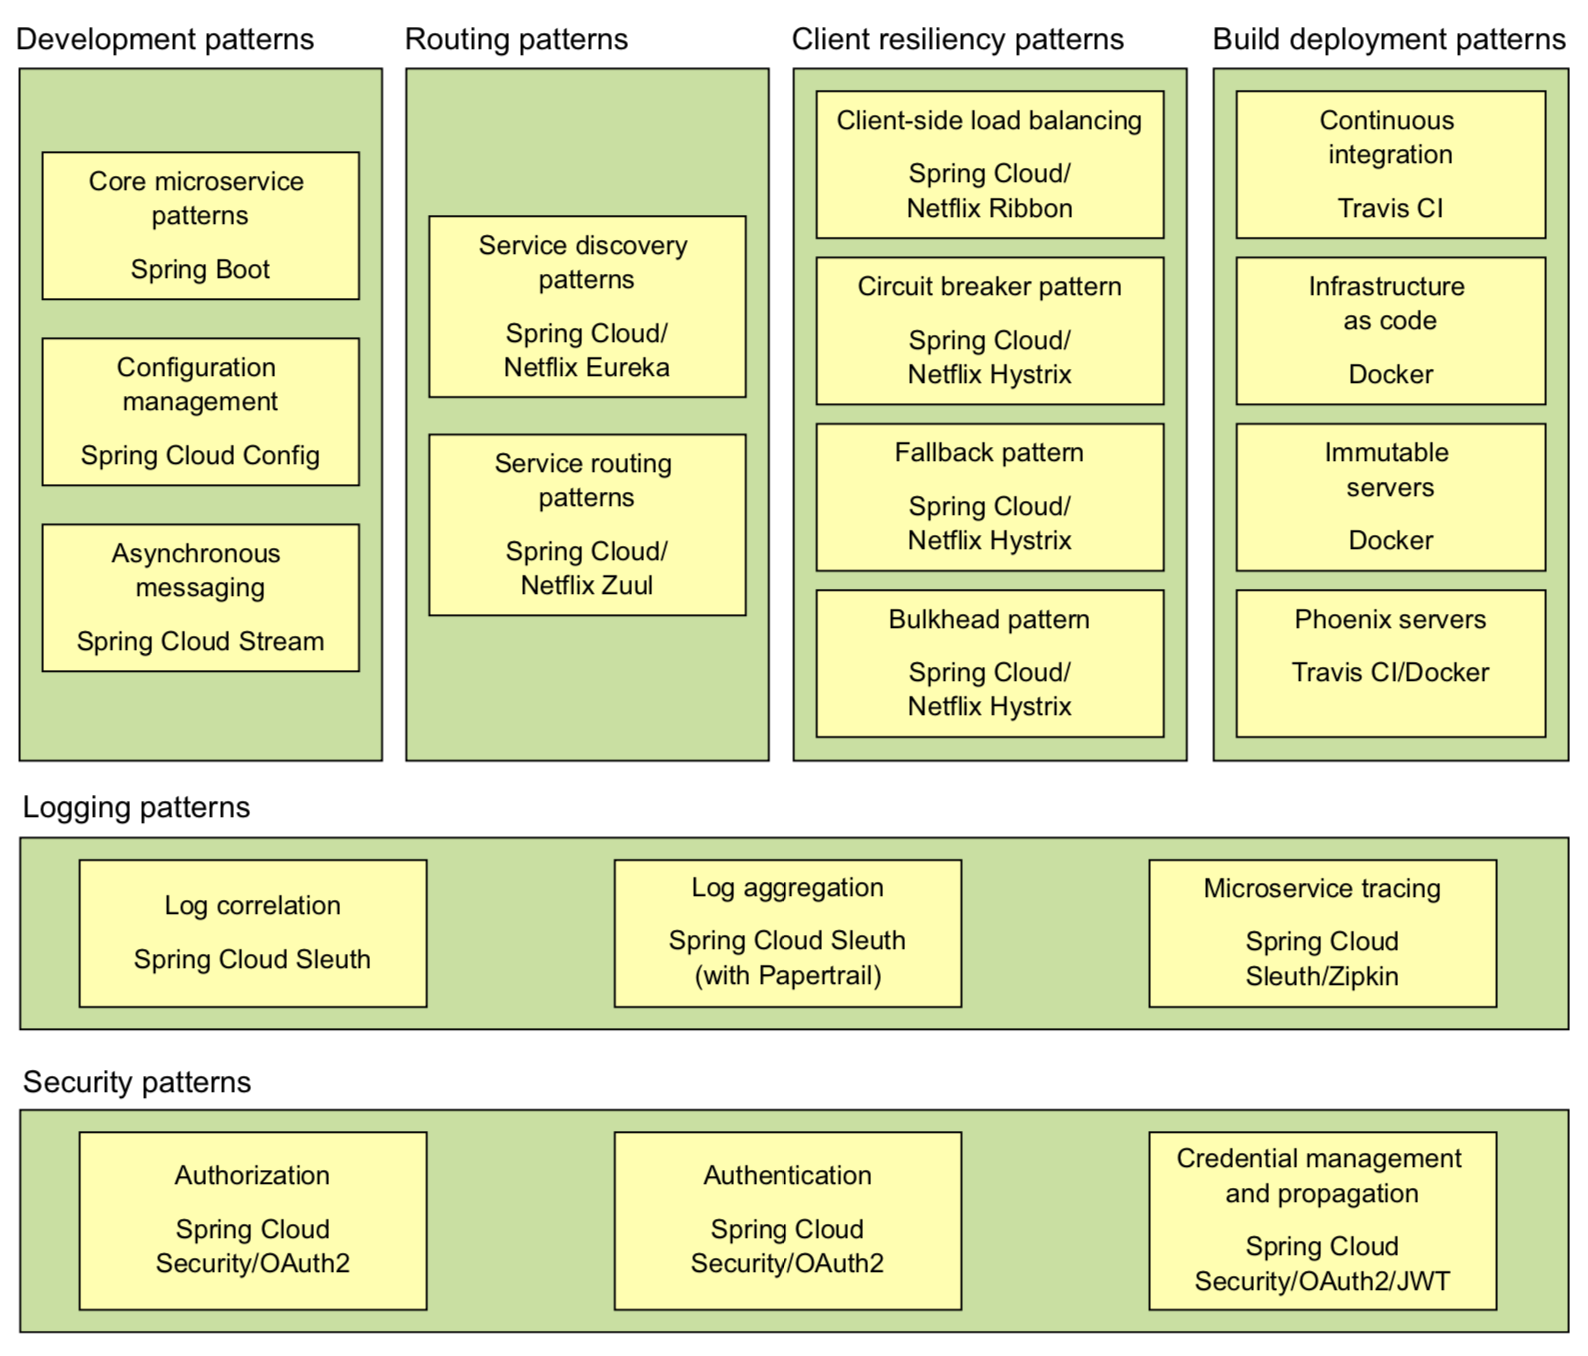 Development patterns
Core microservice
patterns
Spring Boot
Configuration
management
Spring Cloud Config
Asynchronous
messaging
Spring Cloud Stream
Routing patterns
Service discovery
patterns
Spring Cloud/
Netflix Eureka
Service routing
patterns
Spring Cloud/
Netflix Zuul
Client resiliency patterns
Client-side load balancing
Spring Cloud/
Netflix Ribbon
Circuit breaker pattern
Spring Cloud/
Netflix Hystrix
Fallback pattern
Spring Cloud/
Netflix Hystrix
Bulkhead pattern
Spring Cloud/
Netflix Hystrix
Build deployment patterns
Continuous
integration
Travis CI
Infrastructure
as code
Docker
Immutable
servers
Docker
Phoenix servers
Travis CI/Docker
Logging patterns
Log correlation
Spring Cloud Sleuth
Log aggregation
Spring Cloud Sleuth
(with Papertrail)
Microservice tracing
Spring Cloud
Sleuth/Zipkin
Security patterns
Authorization
Spring Cloud
Security/OAuth2
Authentication
Spring Cloud
Security/OAuth2
Credential management
and propagation
Spring Cloud
Security/OAuth2/JWT